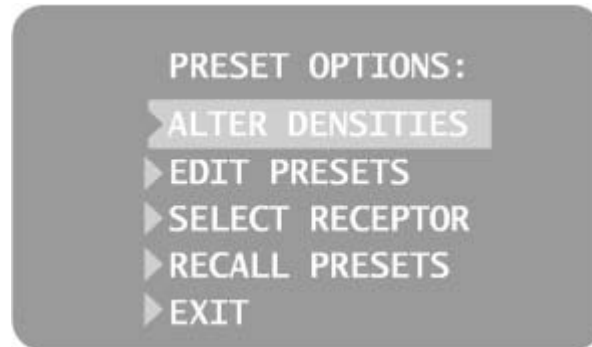 PRESET OPTIONS:
ALTER DENSITIES
EDIT PRESETS
SELECT RECEPTOR
RECALL PRESETS
EXIT